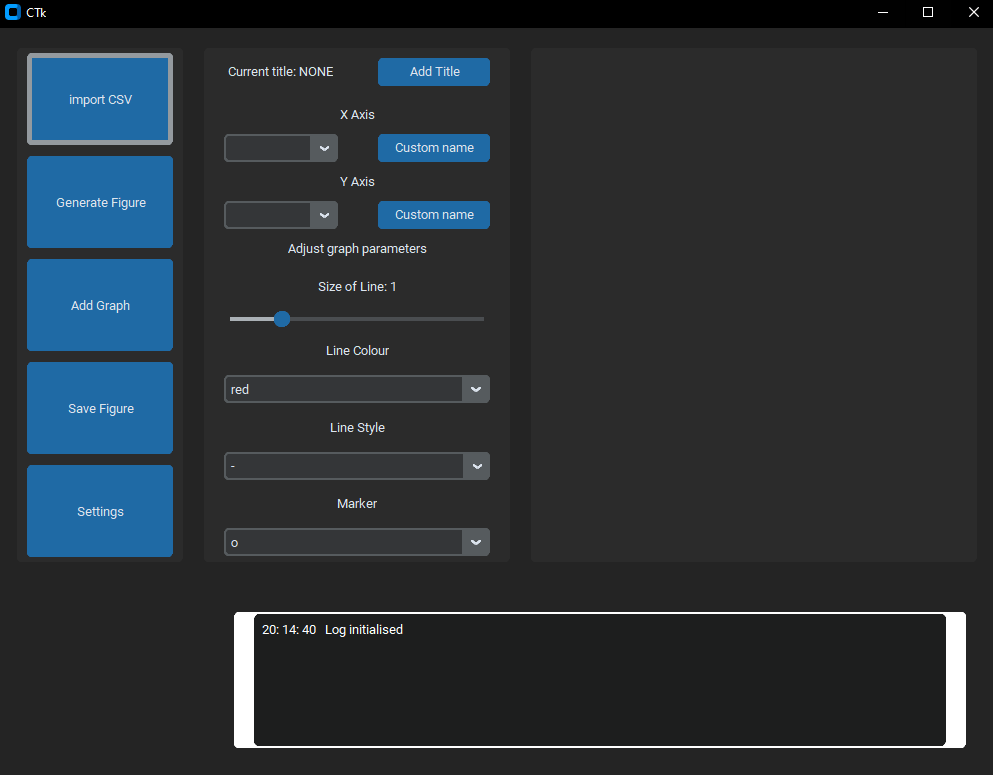 CTk
import CSV
Generate Figure
Add Graph
Save Figure
Settings
Current title: NONE
Add Title
X Axis
Custom name
Y Axis
Custom name
Adjust graph parameters
Size of Line: 1
Line Colour
red
Line Style
-
Marker
o
20: 14: 40 Log initialised